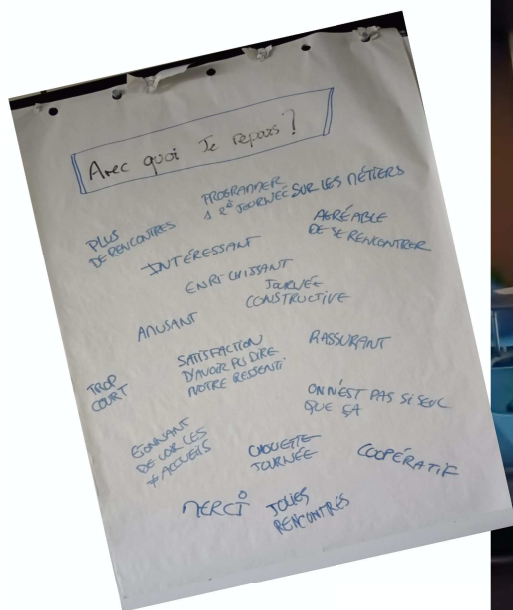 Avec quoi Je repars ?
PROGRAMMER
1 2è JOURNÉE SUR LES MÉTIERS
PLUS
DE RENCONTRES
AGRÉABLE
DE SE RENCONTRER
INTÉRESSANT
ENRICHISSANT
JOURNÉE
CONSTRUCTIVE
AMUSANT
RASSURANT
SATISFACTION
D'AVOIR PU DIRE
NOTRE RESSENTI
TROP
COURT
ON N'EST PAS SI SEUL
QUE ÇA
ETONNANT
DE VOIR LES
≠ ACCUEILS
CHOUETTE
JOURNÉE
COOPÉRATIF
MERCI
JOLIES
RENCONTRES